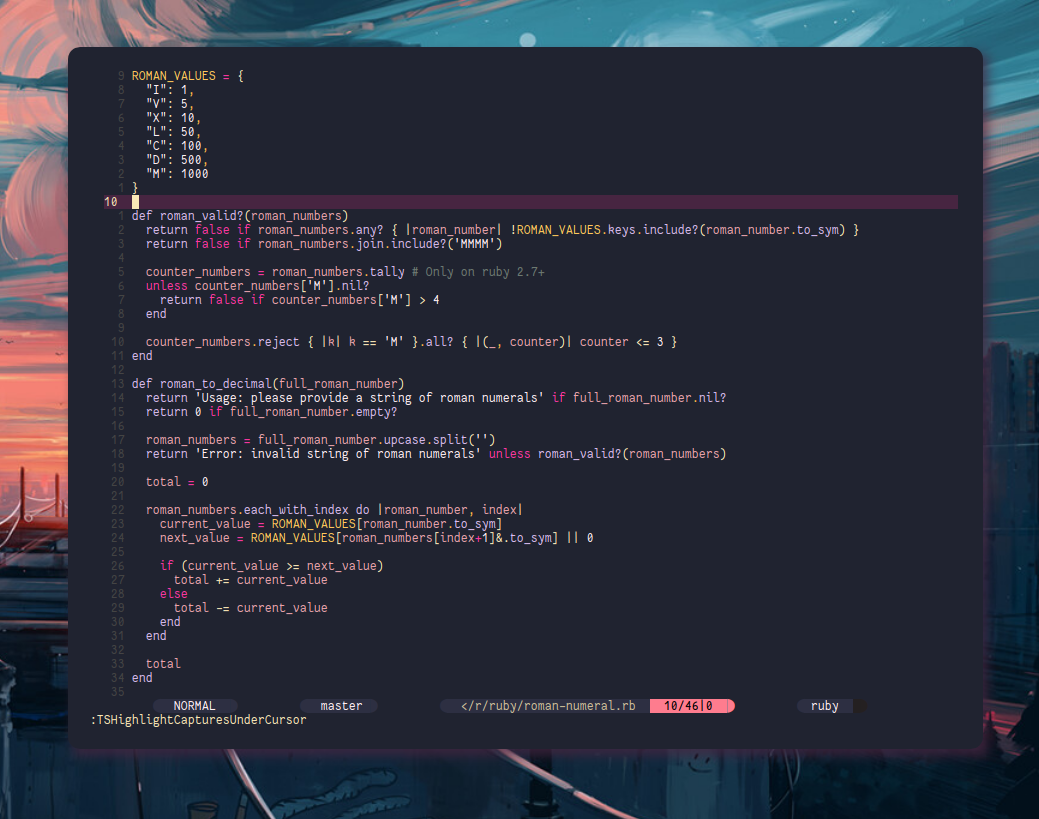 9 ROMAN_VALUES = {
8   "I": 1,
7   "V": 5,
6   "X": 10,
5   "L": 50,
4   "C": 100,
3   "D": 500,
2   "M": 1000
1 }
10
1 def roman_valid?(roman_numbers)
2   return false if roman_numbers.any? { |roman_number| !ROMAN_VALUES.keys.include?(roman_number.to_sym) }
3   return false if roman_numbers.join.include?('MMMM')
4
5   counter_numbers = roman_numbers.tally # Only on ruby 2.7+
6   unless counter_numbers['M'].nil?
7     return false if counter_numbers['M'] > 4
8   end
9
10   counter_numbers.reject { |k| k == 'M' }.all? { |(_, counter)| counter <= 3 }
11 end
12
13 def roman_to_decimal(full_roman_number)
14   return 'Usage: please provide a string of roman numerals' if full_roman_number.nil?
15   return 0 if full_roman_number.empty?
16
17   roman_numbers = full_roman_number.upcase.split('')
18   return 'Error: invalid string of roman numerals' unless roman_valid?(roman_numbers)
19
20   total = 0
21
22   roman_numbers.each_with_index do |roman_number, index|
23     current_value = ROMAN_VALUES[roman_number.to_sym]
24     next_value = ROMAN_VALUES[roman_numbers[index+1]&.to_sym] || 0
25
26     if (current_value >= next_value)
27       total += current_value
28     else
29       total -= current_value
30     end
31   end
32
33   total
34 end
35
NORMAL master </r/ruby/roman-numeral.rb 10/46|0 ruby
:TSHighlightCapturesUnderCursor